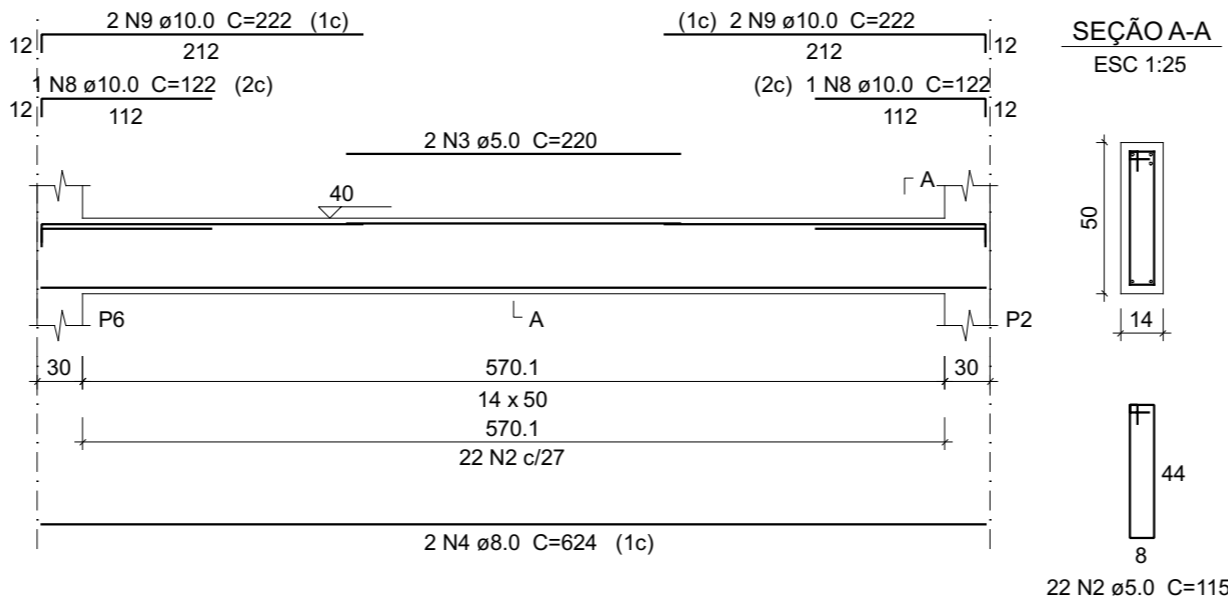 2 N9 ø10.0 C=222 (1c)
(1c) 2 N9 ø10.0 C=222
SEÇÃO A-A
12
212
212
12
ESC 1:25
1 N8 ø10.0 C=122 (2c)
(2c) 1 N8 ø10.0 C=122
12
112
112
12
2 N3 ø5.0 C=220
A
40
50
A
P6
P2
14
30
570.1
30
14 x 50
570.1
22 N2 c/27
44
2 N4 ø8.0 C=624 (1c)
8
22 N2 ø5.0 C=115